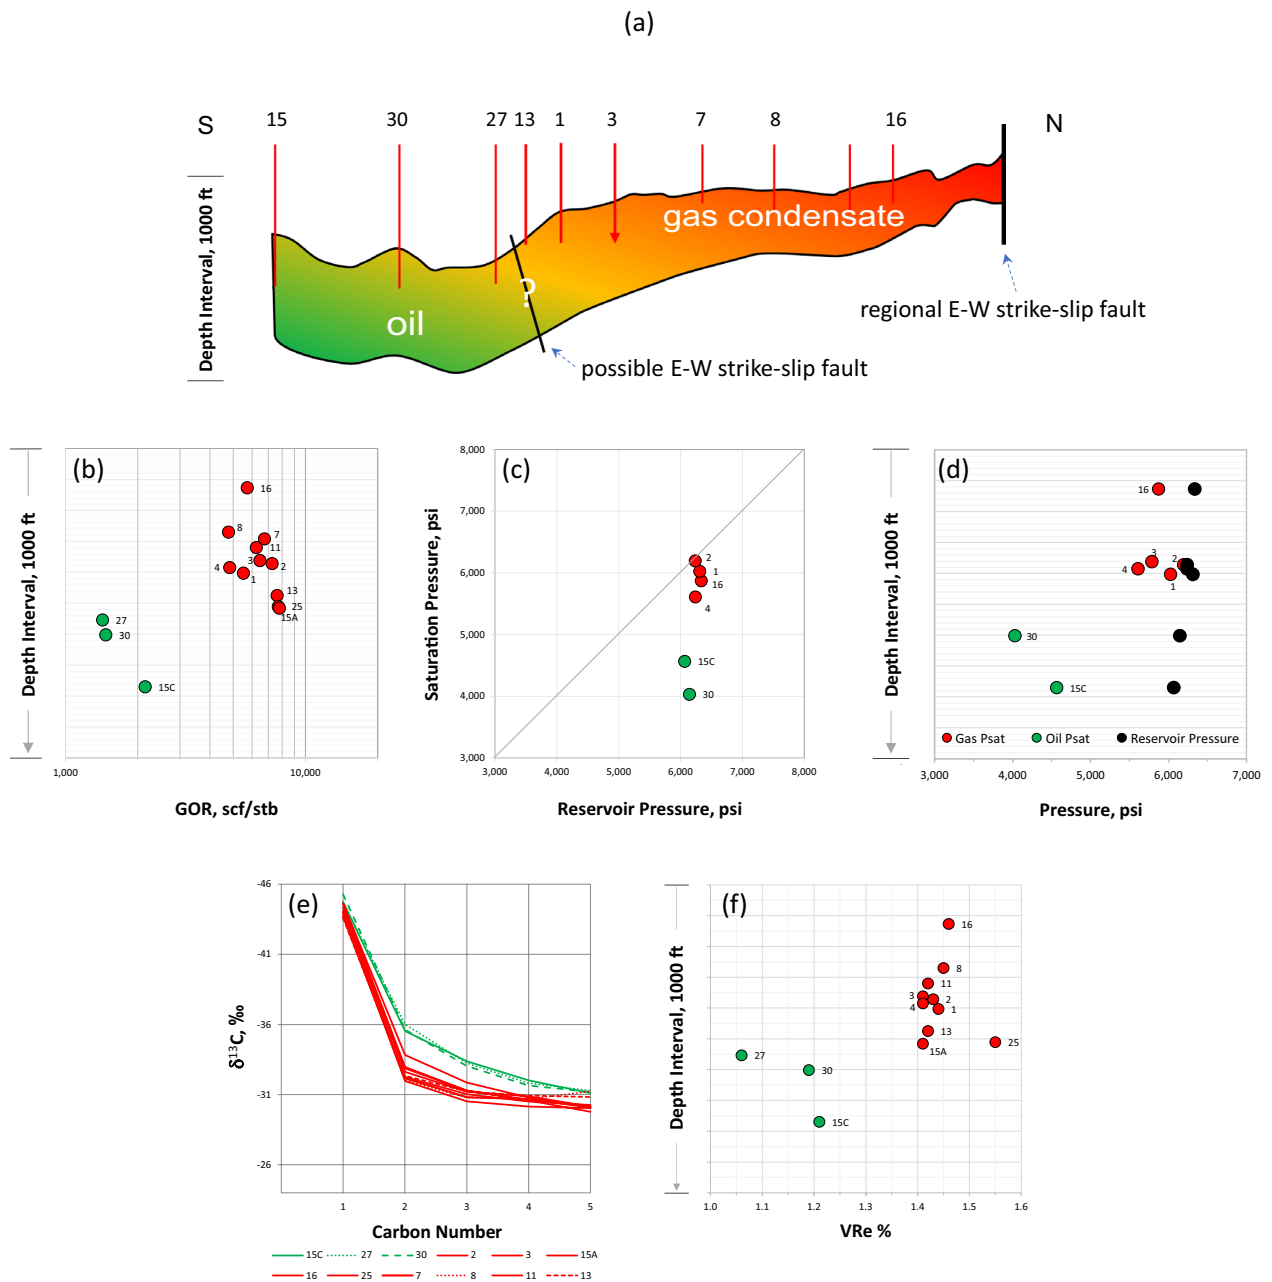 (a)
S 15 30 27 13 1 3 7 8 16 N
Depth Interval, 1000 ft
gas condensate
?
oil
regional E-W strike-slip fault
possible E-W strike-slip fault
(b)
Depth Interval, 1000 ft
16
8
7
11
3
2
4
1
13
25
15A
27
30
15C
1,000 10,000
GOR, scf/stb
(c)
Saturation Pressure, psi
8,000
7,000
6,000
5,000
4,000
3,000
2
1
16
4
15C
30
3,000 4,000 5,000 6,000 7,000 8,000
Reservoir Pressure, psi
(d)
Depth Interval, 1000 ft
16
3
2
4
1
30
15C
Gas Psat Oil Psat Reservoir Pressure
3,000 4,000 5,000 6,000 7,000
Pressure, psi
(e)
δ13C, ‰
-46
-41
-36
-31
-26
1 2 3 4 5
Carbon Number
15C 27 30 2 3 15A
16 25 7 8 11 13
(f)
Depth Interval, 1000 ft
16
8
11
3
2
4
1
13
25
15A
27
30
15C
1.0 1.1 1.2 1.3 1.4 1.5 1.6
VRe %